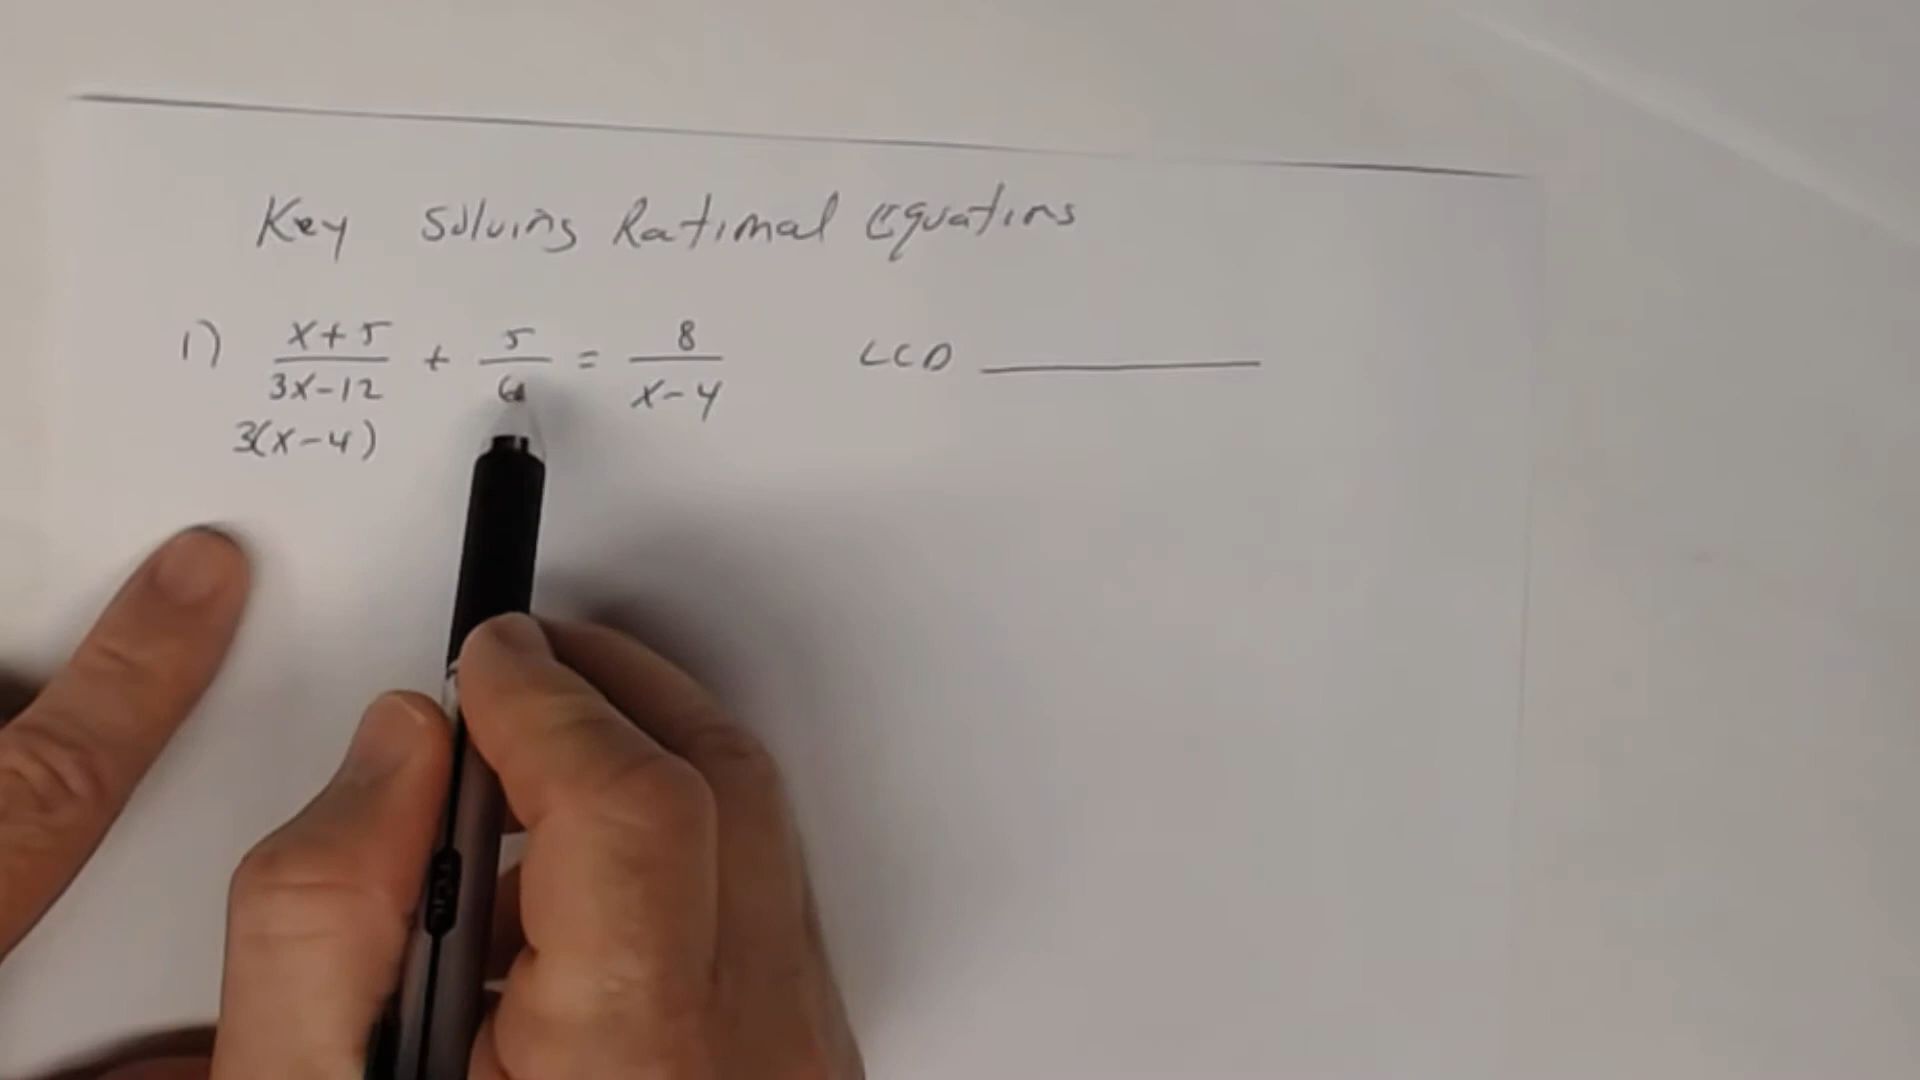 Key Solving Rational Equations
1) x+5/3x-12 + 5/6 = 8/x-4 LCD ______
3(x-4)